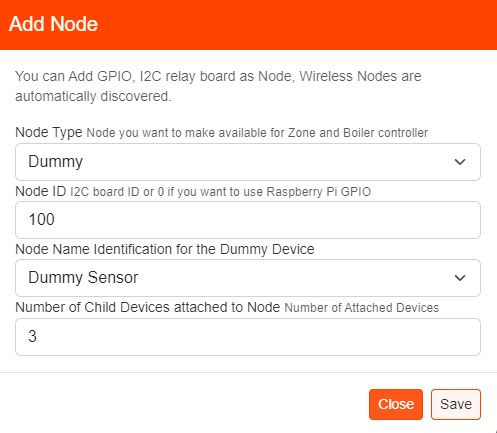 Add Node
You can Add GPIO, I2C relay board as Node, Wireless Nodes are
automatically discovered.
Node Type Node you want to make available for Zone and Boiler controller
Dummy
Node ID I2C board ID or 0 if you want to use Raspberry Pi GPIO
100
Node Name Identification for the Dummy Device
Dummy Sensor
Number of Child Devices attached to Node Number of Attached Devices
3
Close Save